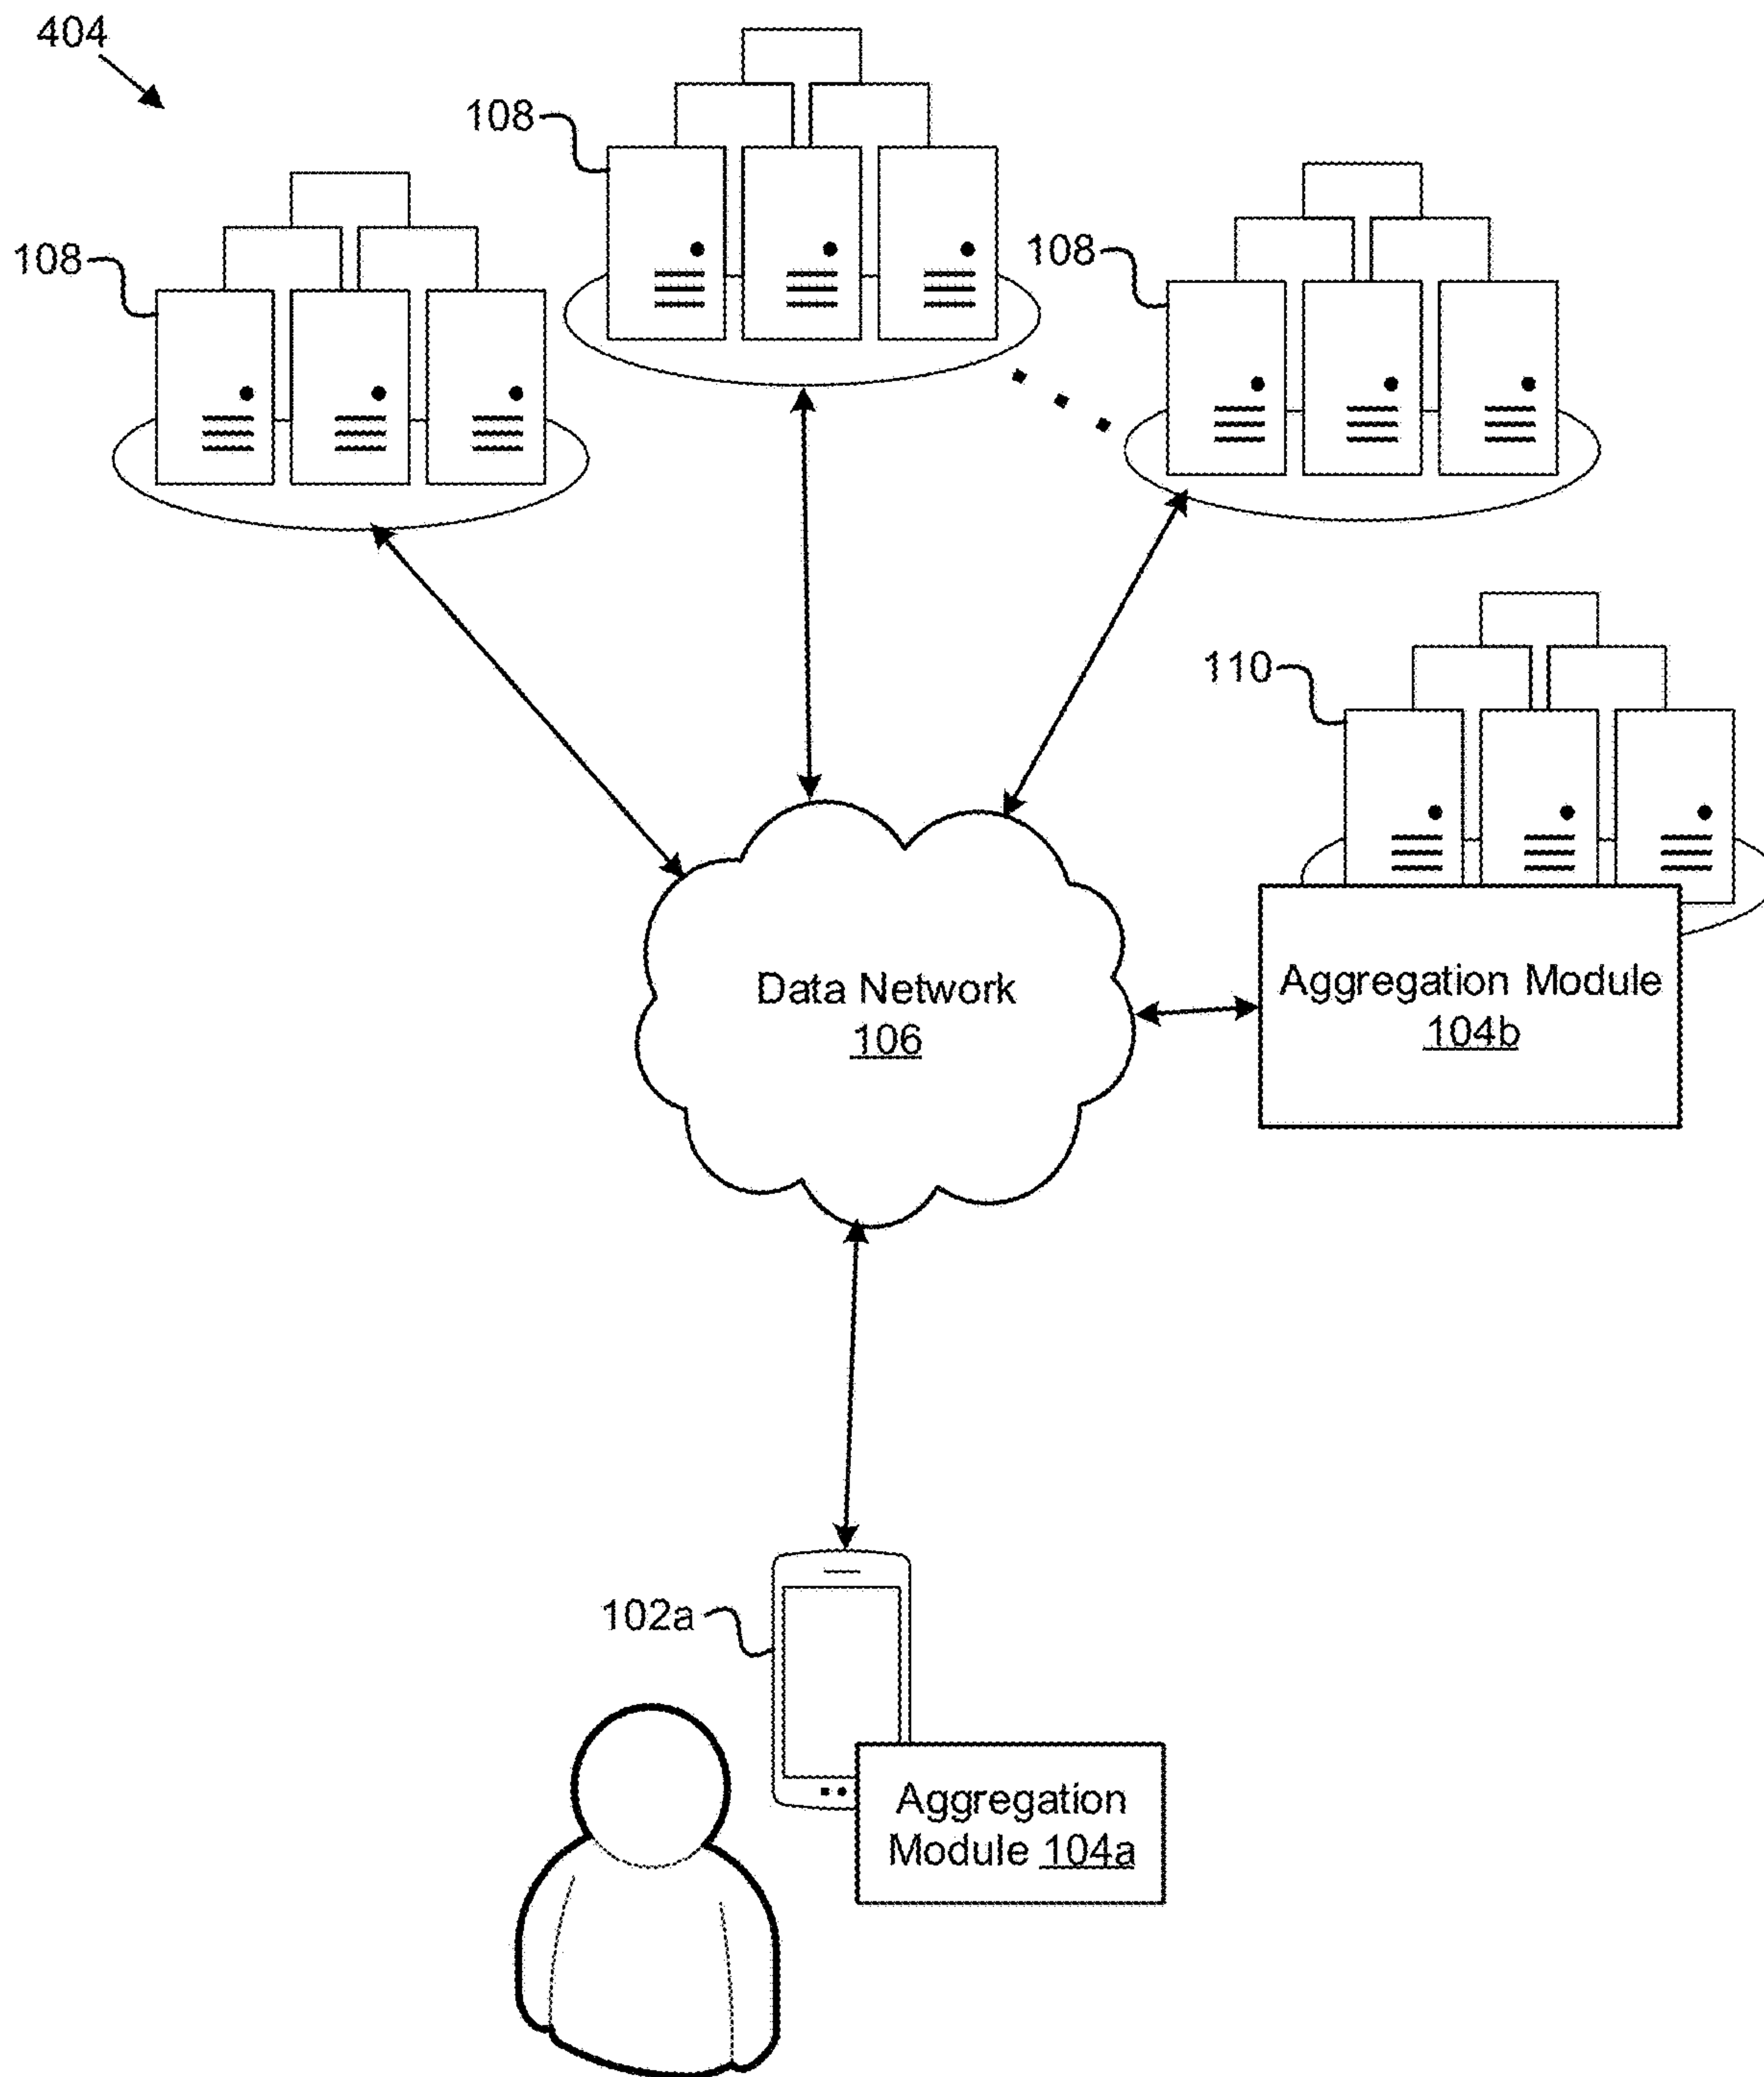 404
108
108
108
110
Data Network
106
Aggregation Module
104b
102a
Aggregation
Module 104a